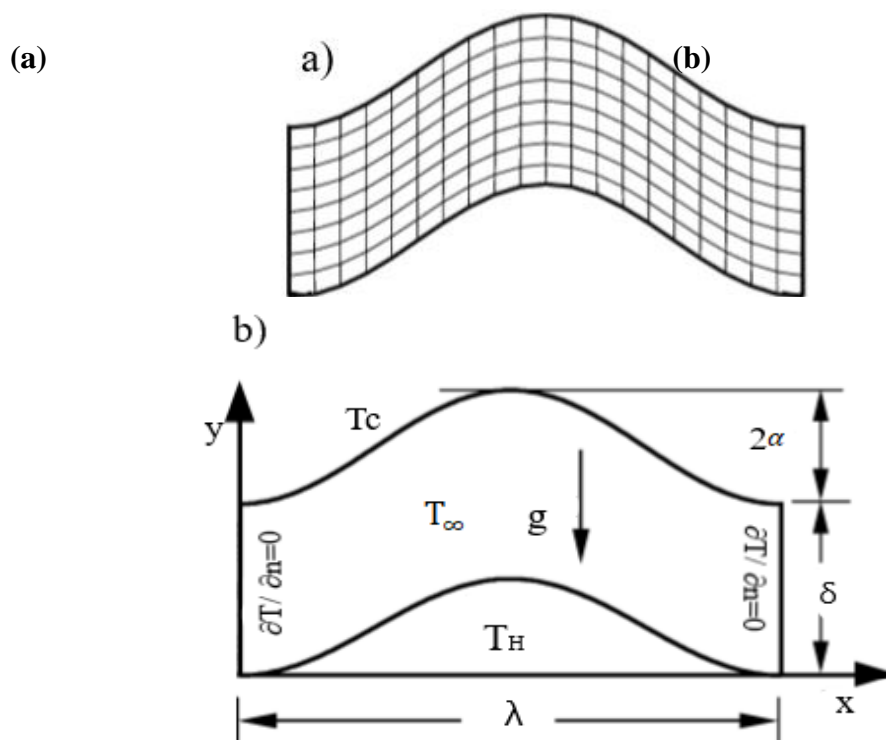 (a) a) (b)
b)
y Tc 2α
T∞ g
∂T/ ∂n=0 ∂T/ ∂n=0 δ
TH
x
λ